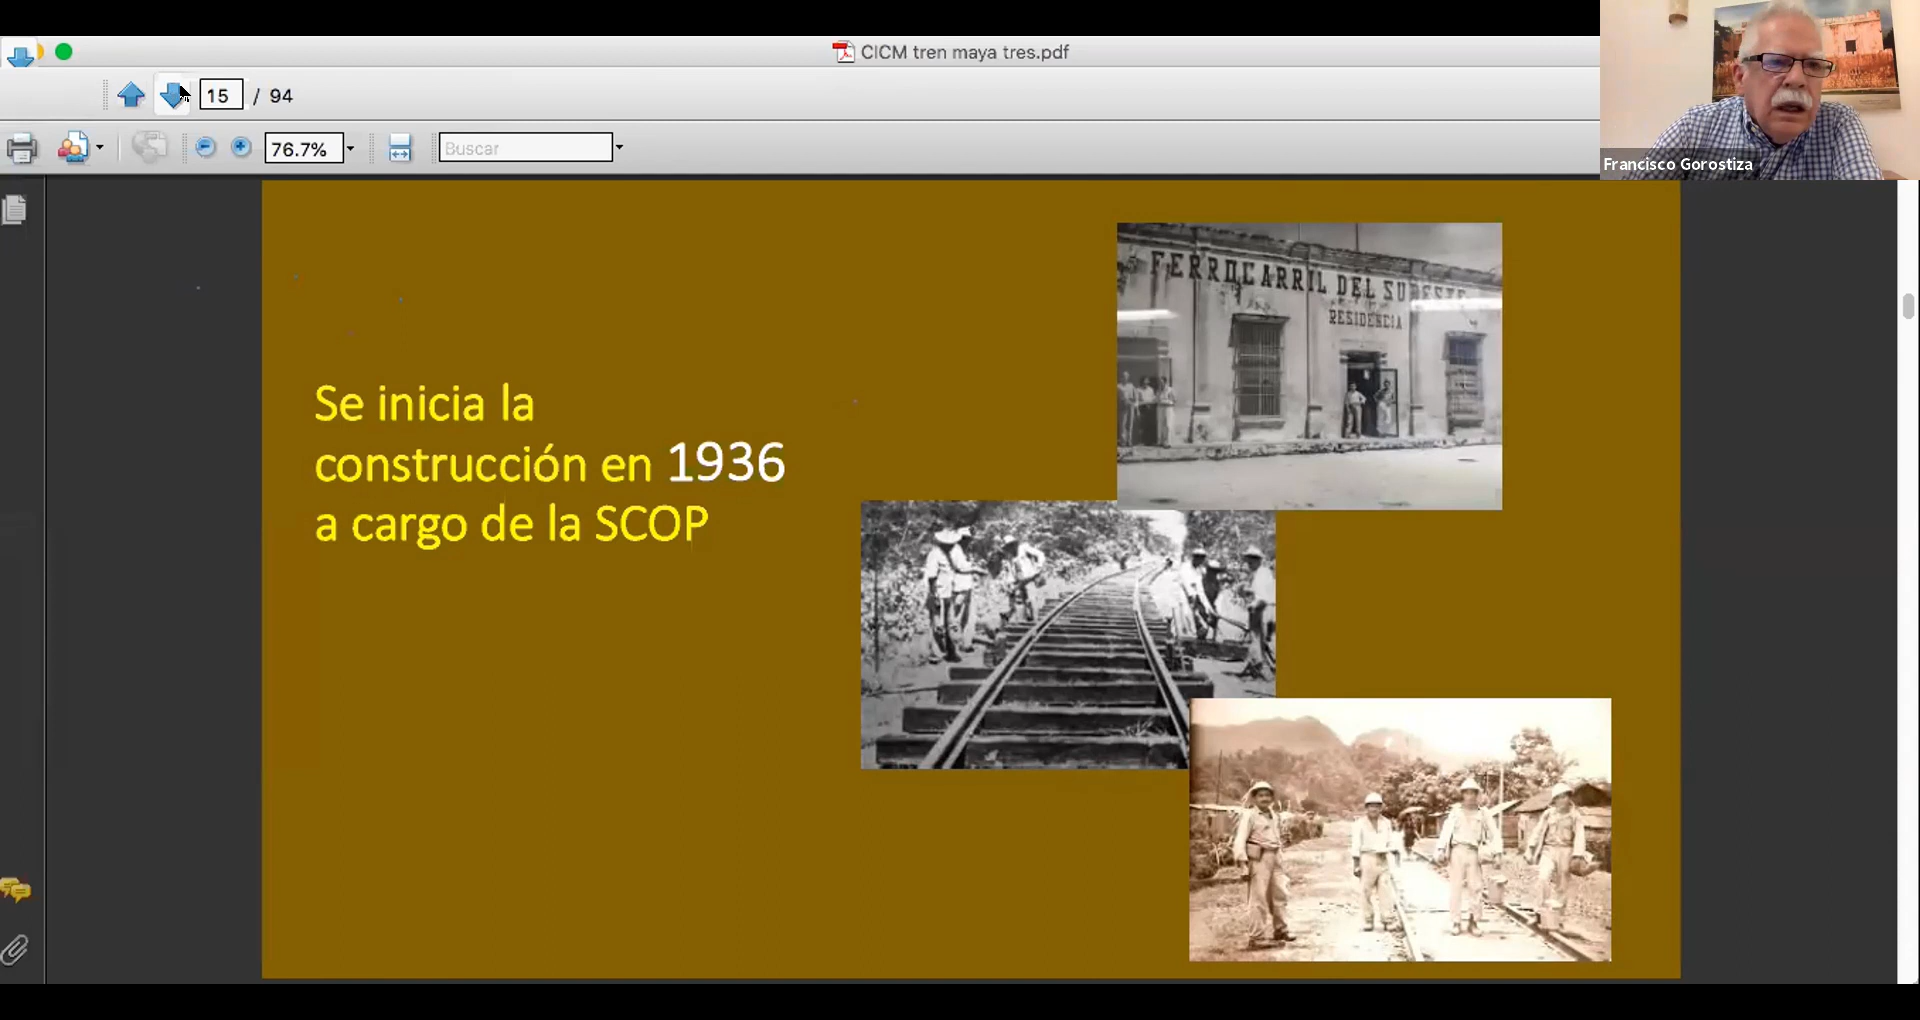 CICM tren maya tres.pdf
15 / 94
76.7%
Buscar
Francisco Gorostiza
FERROCARRIL DEL SURESTE
RESIDENCIA
Se inicia la
construcción en 1936
a cargo de la SCOP